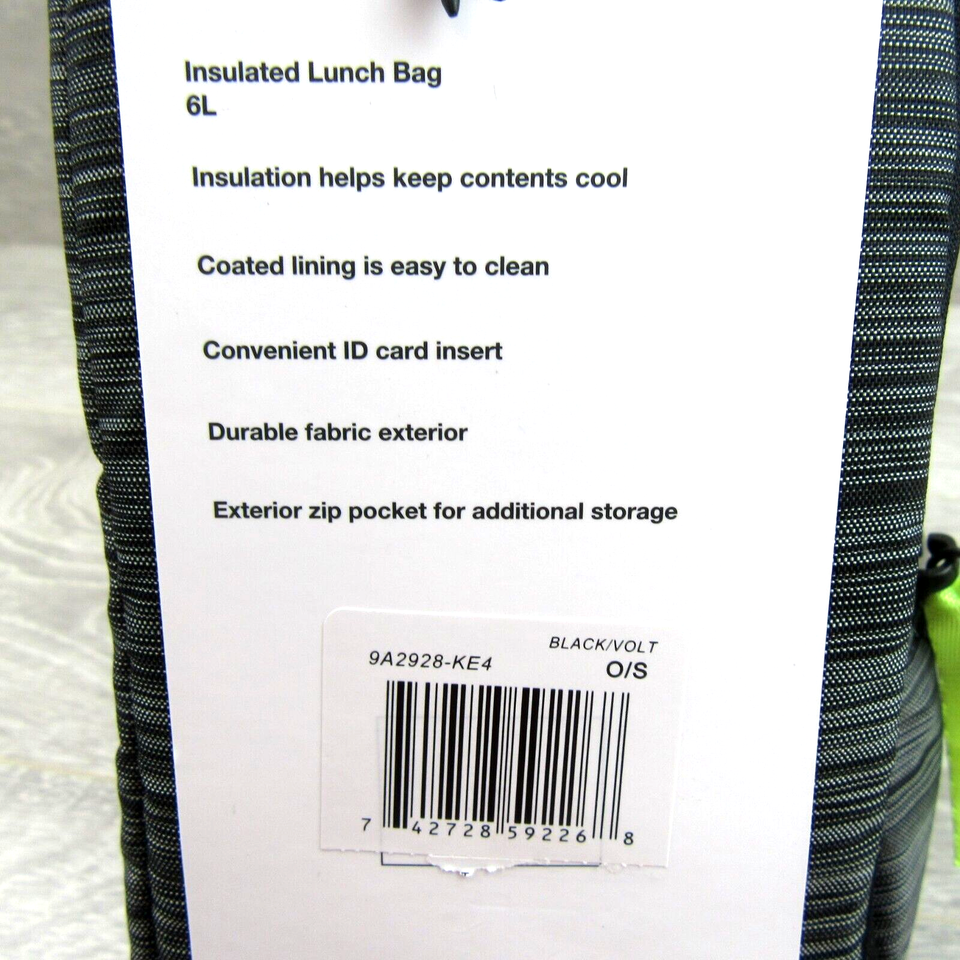 Insulated Lunch Bag
6L
Insulation helps keep contents cool
Coated lining is easy to clean
Convenient ID card insert
Durable fabric exterior
Exterior zip pocket for additional storage
BLACK/VOLT
9A2928-KE4
O/S
7 42728 59226 8